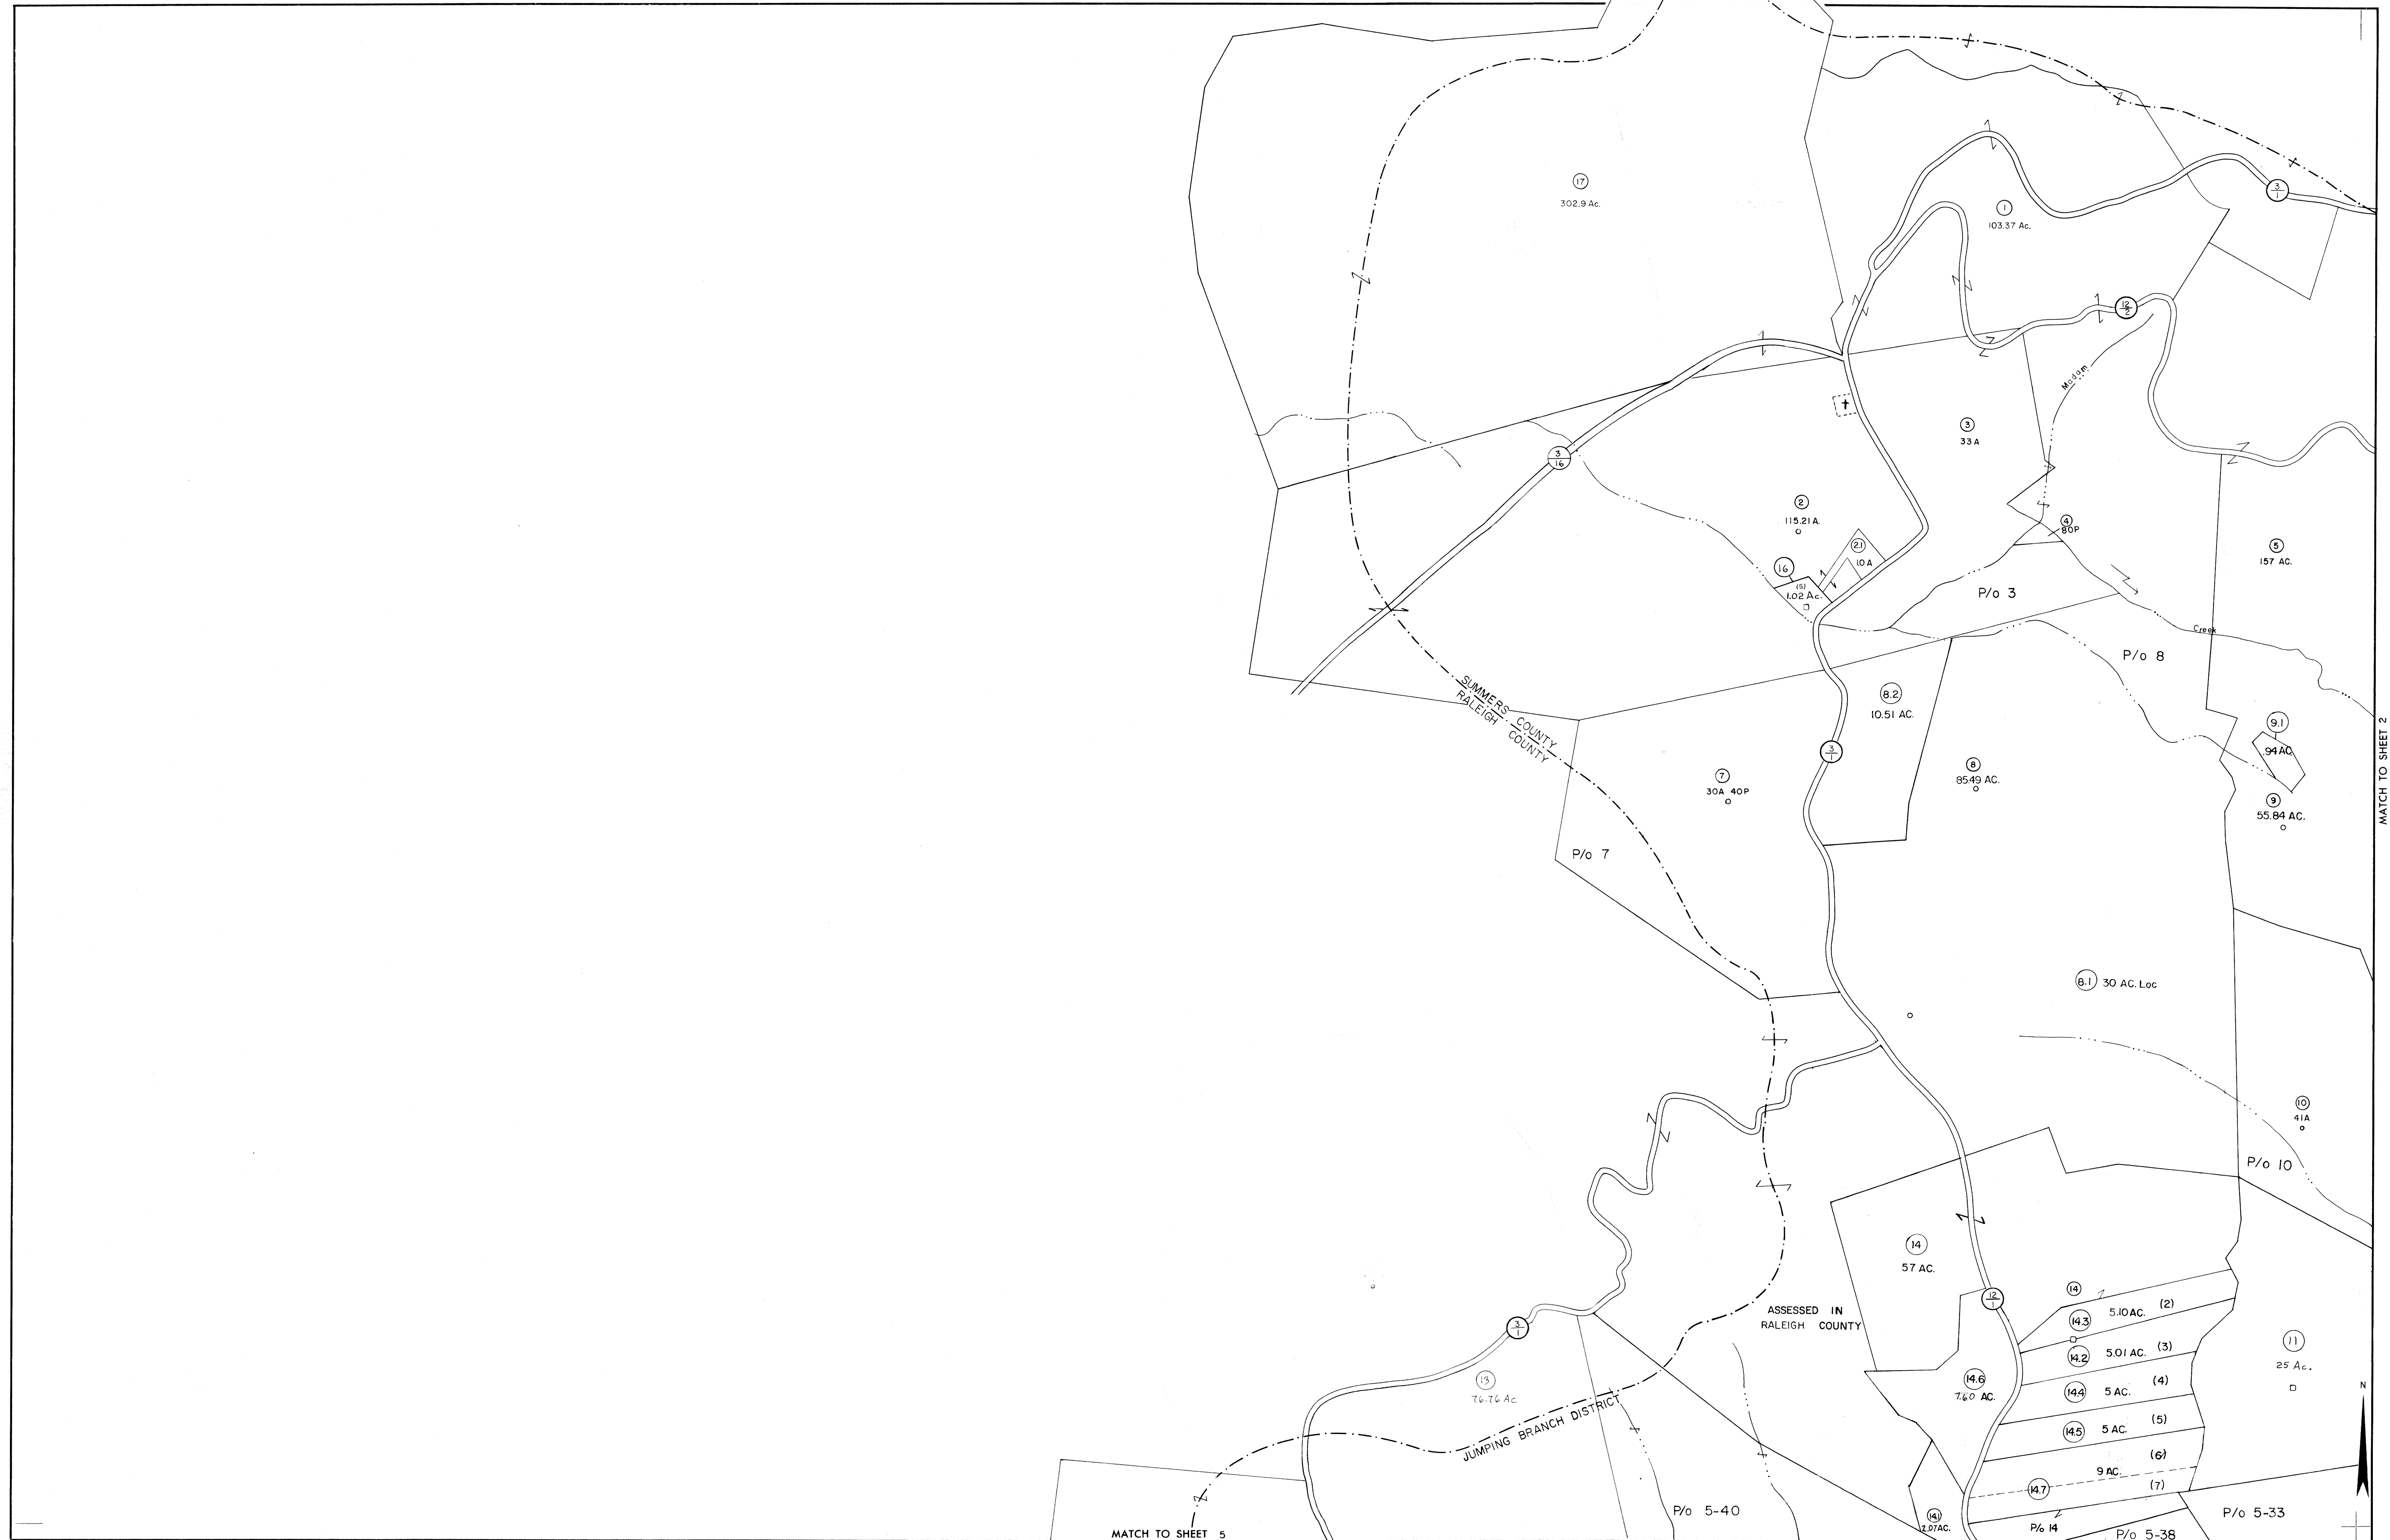 17
302.9 Ac.
1
103.37 Ac.
3
1
12
2
Madam
3
33 A
3
16
2
115.21 A.
2.1
1.0 A
16
(5)
1.02 Ac.
4
80P
5
157 AC.
P/o 3
Creek
P/o 8
SUMMERS COUNTY
RALEIGH COUNTY
8.2
10.51 AC.
9.1
.94 AC
MATCH TO SHEET 2
3
1
7
30A 40P
8
85.49 AC.
9
55.84 AC.
P/o 7
8.1 30 AC. Loc
10
41A
P/o 10
14
57 AC.
14
12
1
ASSESSED IN
RALEIGH COUNTY
14.3 5.10 AC. (2)
3
1
14.2 5.01 AC. (3)
11
25 Ac.
13
76.76 Ac
14.6
7.60 AC.
14.4 5 AC. (4)
N
JUMPING BRANCH DISTRICT
14.5 5 AC. (5)
(6)
9 AC.
14.7 (7)
P/o 5-40
14.1
2.07 AC.
P/o 14
P/o 5-33
P/o 5-38
MATCH TO SHEET 5